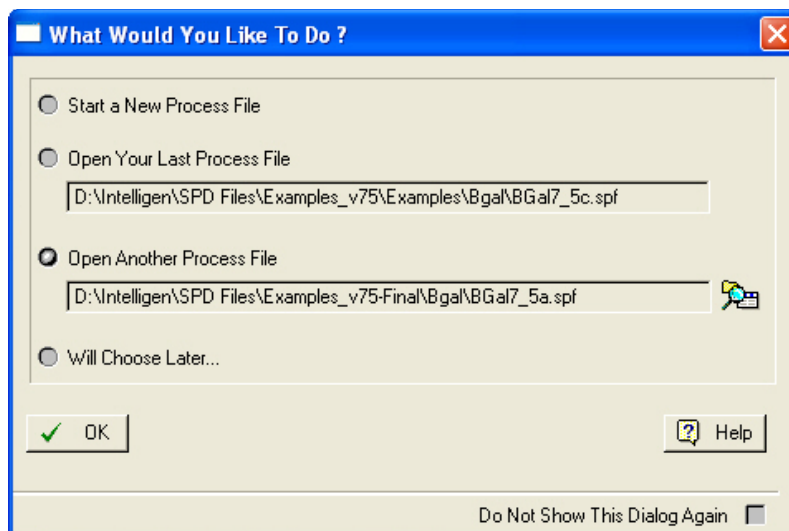 What Would You Like To Do ?
Start a New Process File
Open Your Last Process File
D:\Intelligen\SPD Files\Examples_v75\Examples\Bgal\BGal7_5c.spf
Open Another Process File
D:\Intelligen\SPD Files\Examples_v75-Final\Bgal\BGal7_5a.spf
Will Choose Later...
OK
Help
Do Not Show This Dialog Again